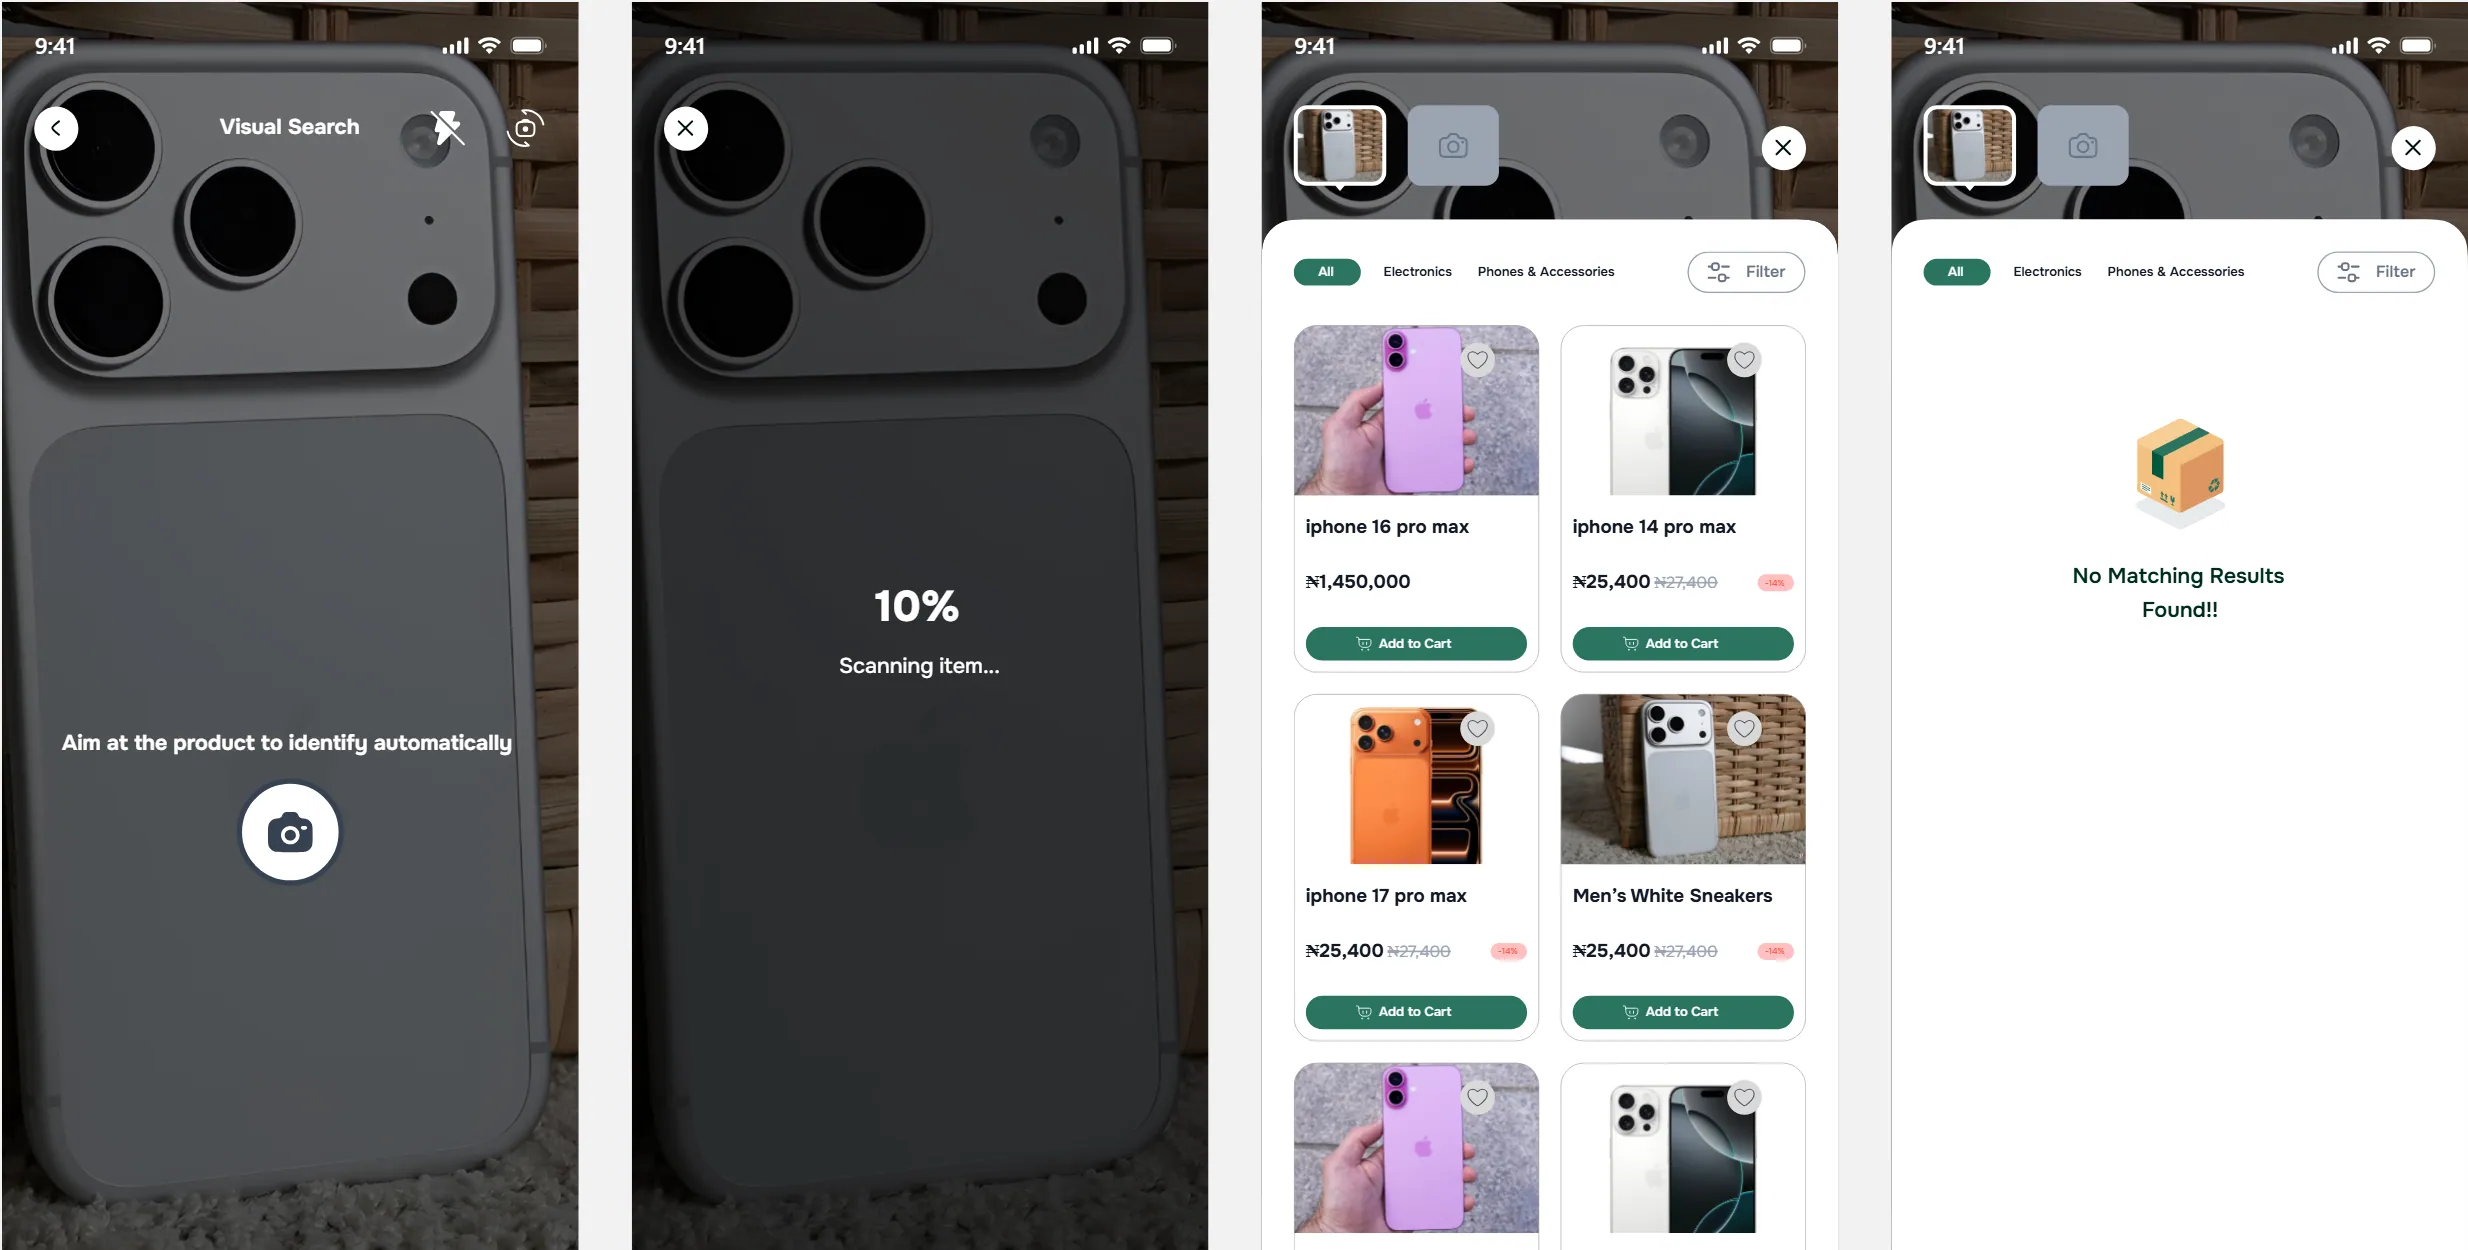 9:41
Visual Search
Aim at the product to identify automatically
9:41
10%
Scanning item...
9:41
All
Electronics
Phones & Accessories
Filter
iphone 16 pro max
₦1,450,000
Add to Cart
iphone 14 pro max
₦25,400 ₦27,400
-14%
Add to Cart
iphone 17 pro max
₦25,400 ₦27,400
-14%
Add to Cart
Men’s White Sneakers
₦25,400 ₦27,400
-14%
Add to Cart
9:41
All
Electronics
Phones & Accessories
Filter
No Matching Results
Found!!